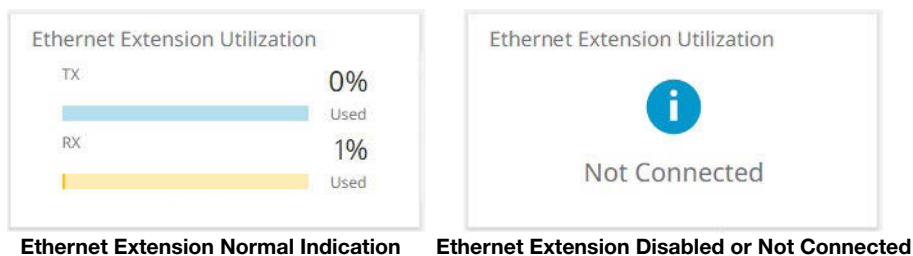 Ethernet Extension Utilization
TX
0%
Used
RX
1%
Used
Ethernet Extension Normal Indication
Ethernet Extension Utilization
i
Not Connected
Ethernet Extension Disabled or Not Connected